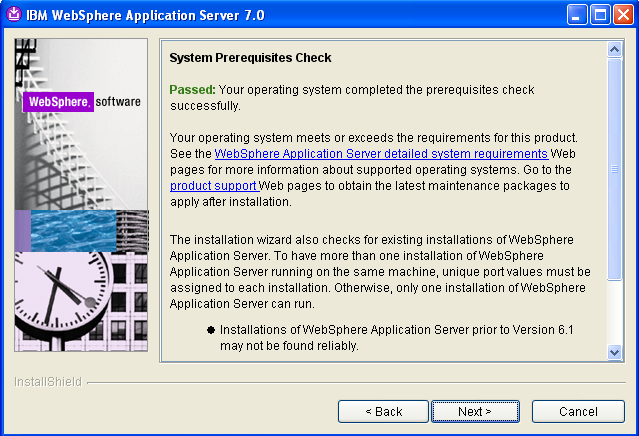 IBM WebSphere Application Server 7.0
WebSphere. software
System Prerequisites Check
Passed: Your operating system completed the prerequisites check
successfully.
Your operating system meets or exceeds the requirements for this product.
See the WebSphere Application Server detailed system requirements Web
pages for more information about supported operating systems. Go to the
product support Web pages to obtain the latest maintenance packages to
apply after installation.
The installation wizard also checks for existing installations of WebSphere
Application Server. To have more than one installation of WebSphere
Application Server running on the same machine, unique port values must be
assigned to each installation. Otherwise, only one installation of WebSphere
Application Server can run.
● Installations of WebSphere Application Server prior to Version 6.1
may not be found reliably.
InstallShield
< Back Next > Cancel